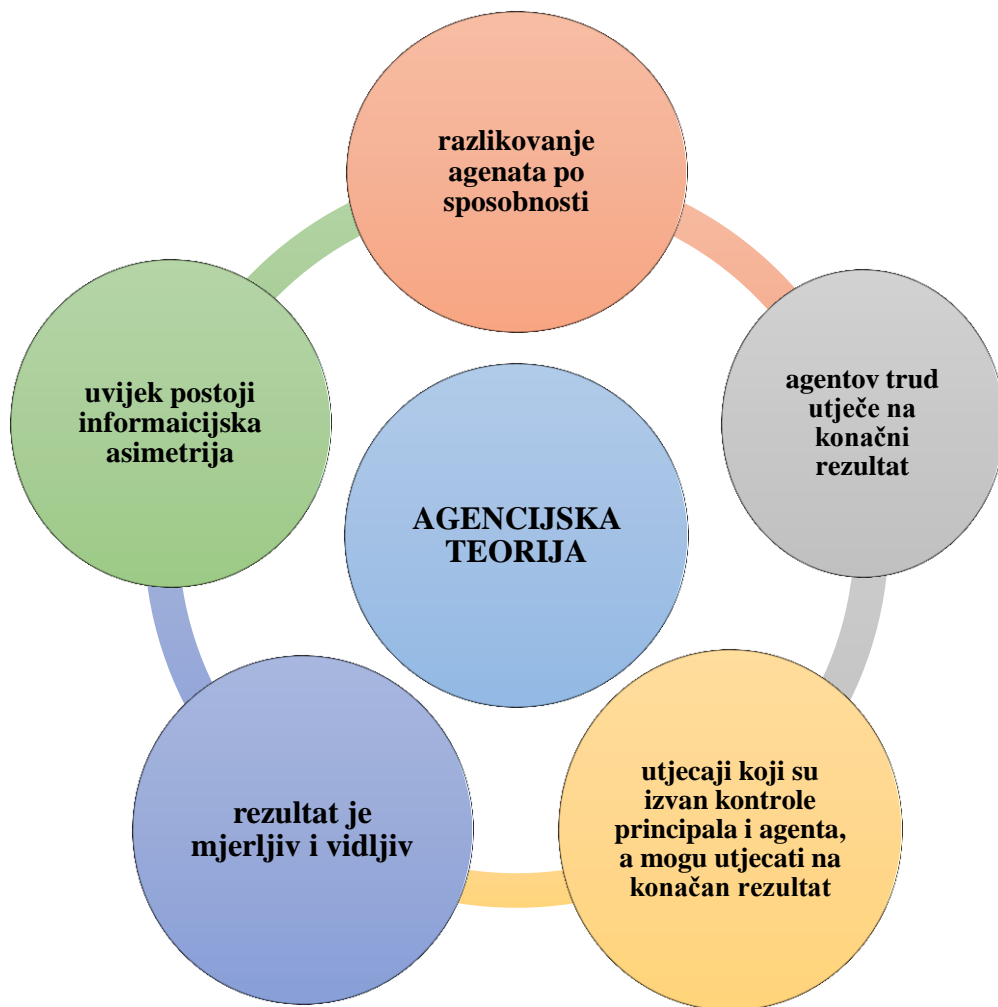 razlikovanje
agenata po
sposobnosti
agentov trud
utječe na
konačni
rezultat
utjecaji koji su
izvan kontrole
principala i agenta,
a mogu utjecati na
konačan rezultat
rezultat je
mjerljiv i vidljiv
uvijek postoji
informaicijska
asimetrija
AGENCIJSKA
TEORIJA